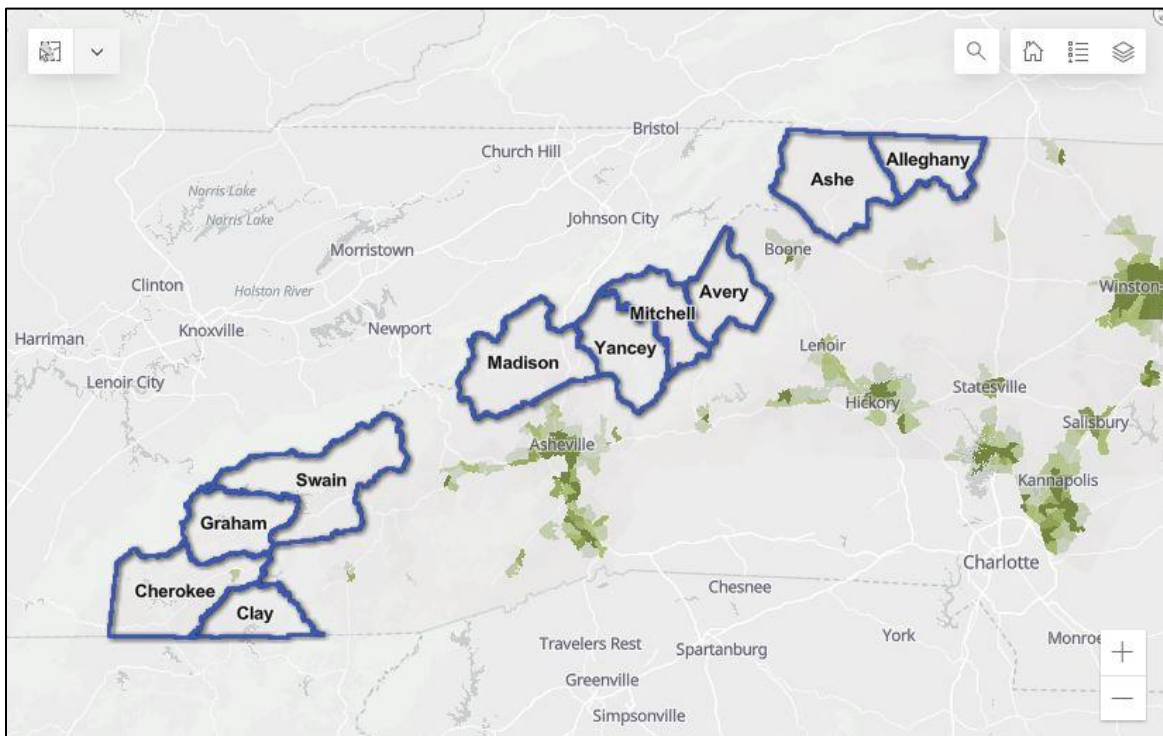 Bristol
Church Hill
Alleghany
Ashe
Norris Lake
Norris Lake
Johnson City
Morristown
Boone
Clinton
Holston River
Avery
Winston-
Mitchell
Harriman
Knoxville
Newport
Yancey
Lenoir
Madison
Lenoir City
Statesville
Hickory
Salisbury
Asheville
Swain
Kannapolis
Graham
Charlotte
Cherokee
Chesnee
Clay
Travelers Rest
Spartanburg
York
Monroe
Greenville
Simpsonville